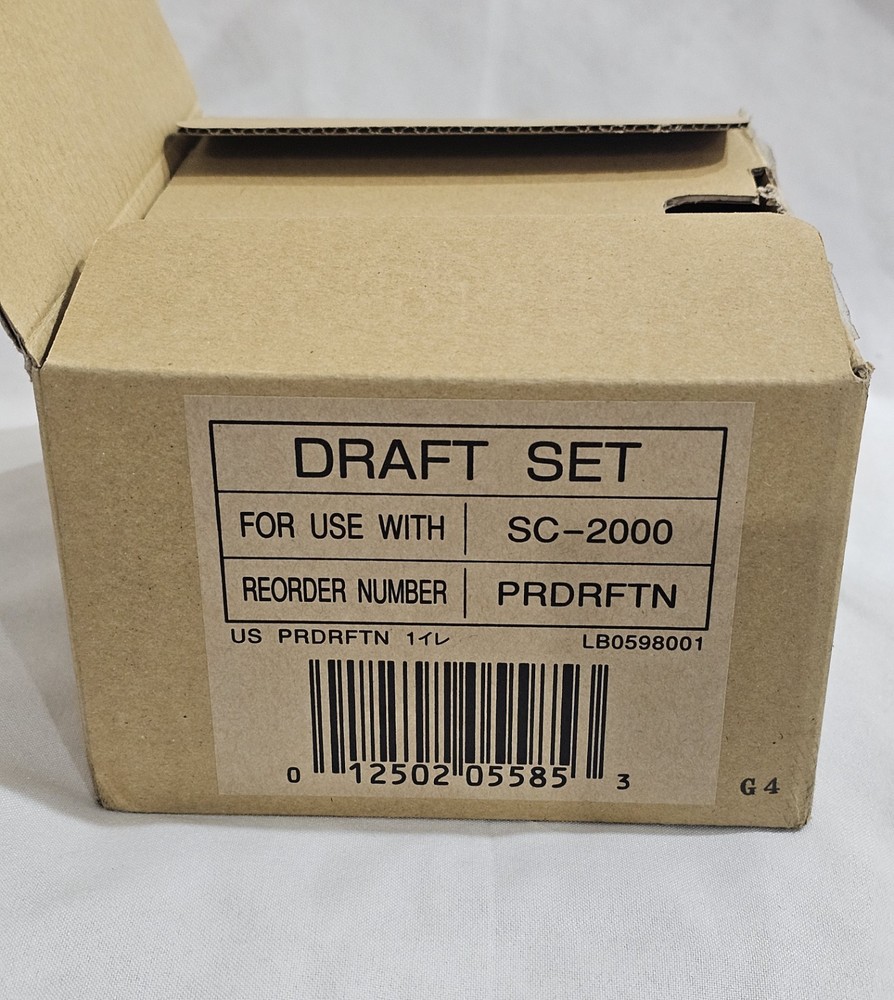 DRAFT SET
FOR USE WITH SC-2000
REORDER NUMBER PRDRFTN
US PRDRFTN 1イレ LB0598001
0 12502 05585 3
G4